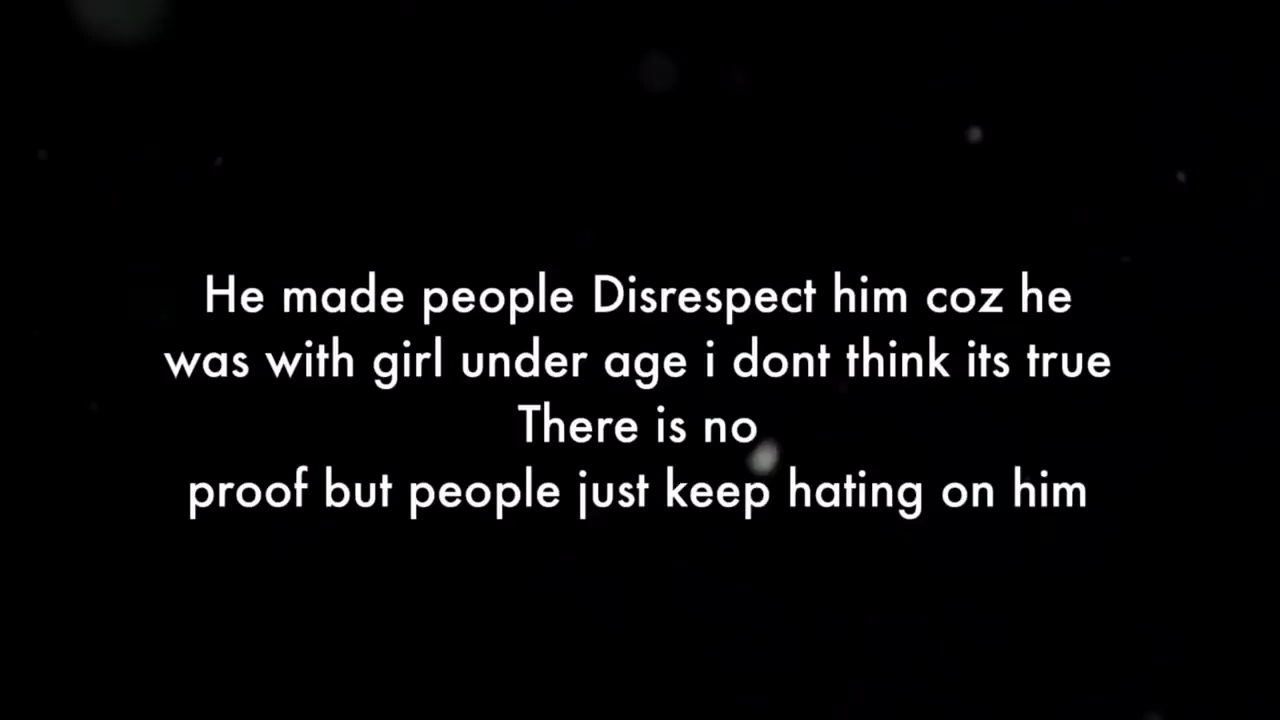 He made people Disrespect him coz he
was with girl under age i dont think its true
There is no
proof but people just keep hating on him